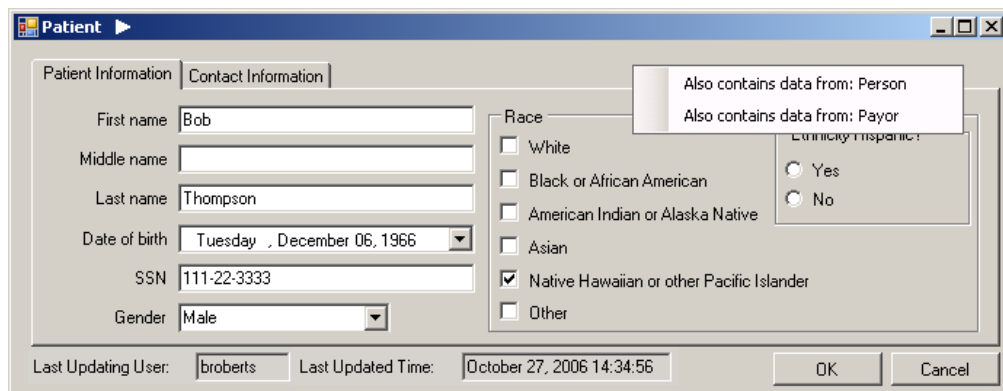 Patient
Patient Information Contact Information
Also contains data from: Person
Also contains data from: Payor
First name Bob
Middle name
Last name Thompson
Date of birth Tuesday , December 06, 1966
SSN 111-22-3333
Gender Male
Race
White
Black or African American
American Indian or Alaska Native
Asian
Native Hawaiian or other Pacific Islander
Other
Ethnicity Hispanic?
Yes
No
Last Updating User: broberts Last Updated Time: October 27, 2006 14:34:56
OK Cancel